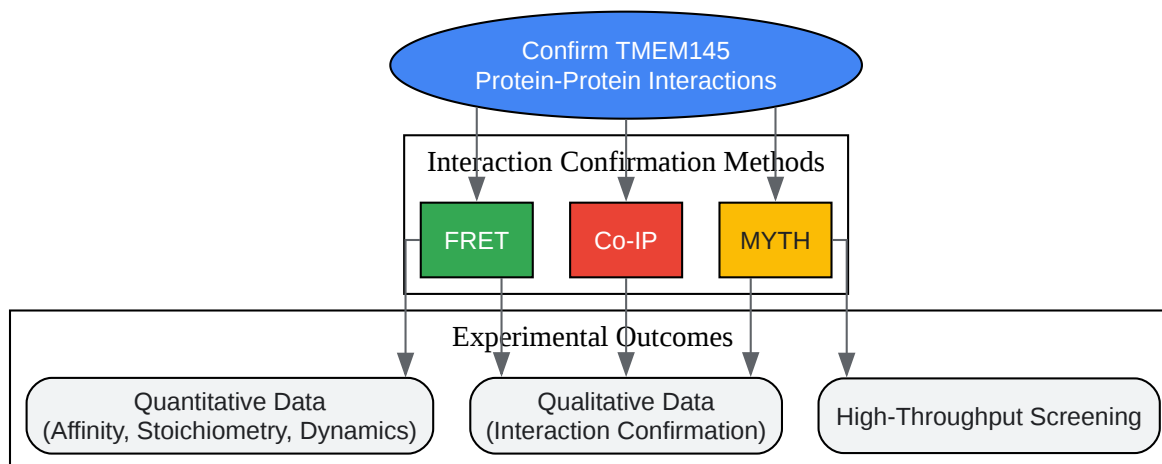 Confirm TMEM145
Protein-Protein Interactions
Interaction Confirmation Methods
FRET
Co-IP
MYTH
Experimental Outcomes
Quantitative Data
(Affinity, Stoichiometry, Dynamics)
Qualitative Data
(Interaction Confirmation)
High-Throughput Screening